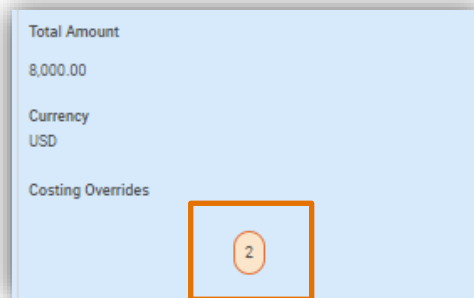 Total Amount
8,000.00
Currency
USD
Costing Overrides
2